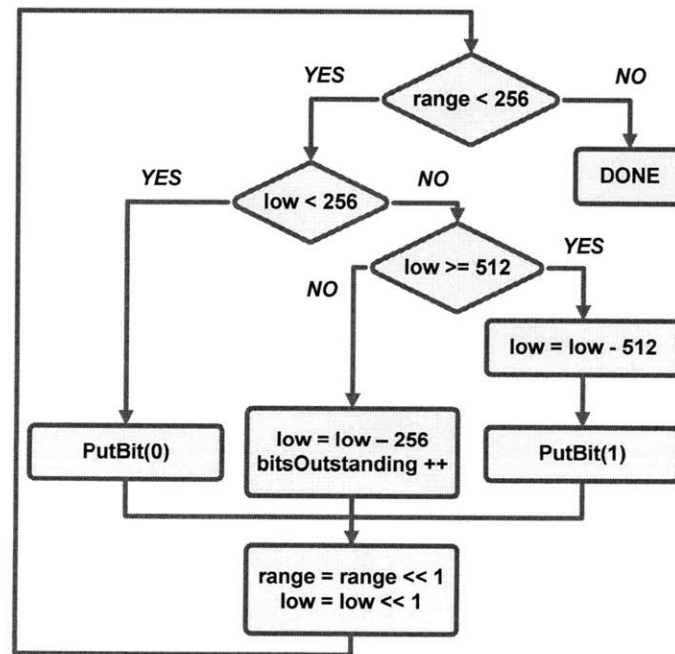 YES
NO
range < 256
DONE
YES
NO
low < 256
YES
low >= 512
NO
low = low - 512
PutBit(0)
low = low – 256
bitsOutstanding ++
PutBit(1)
range = range << 1
low = low << 1